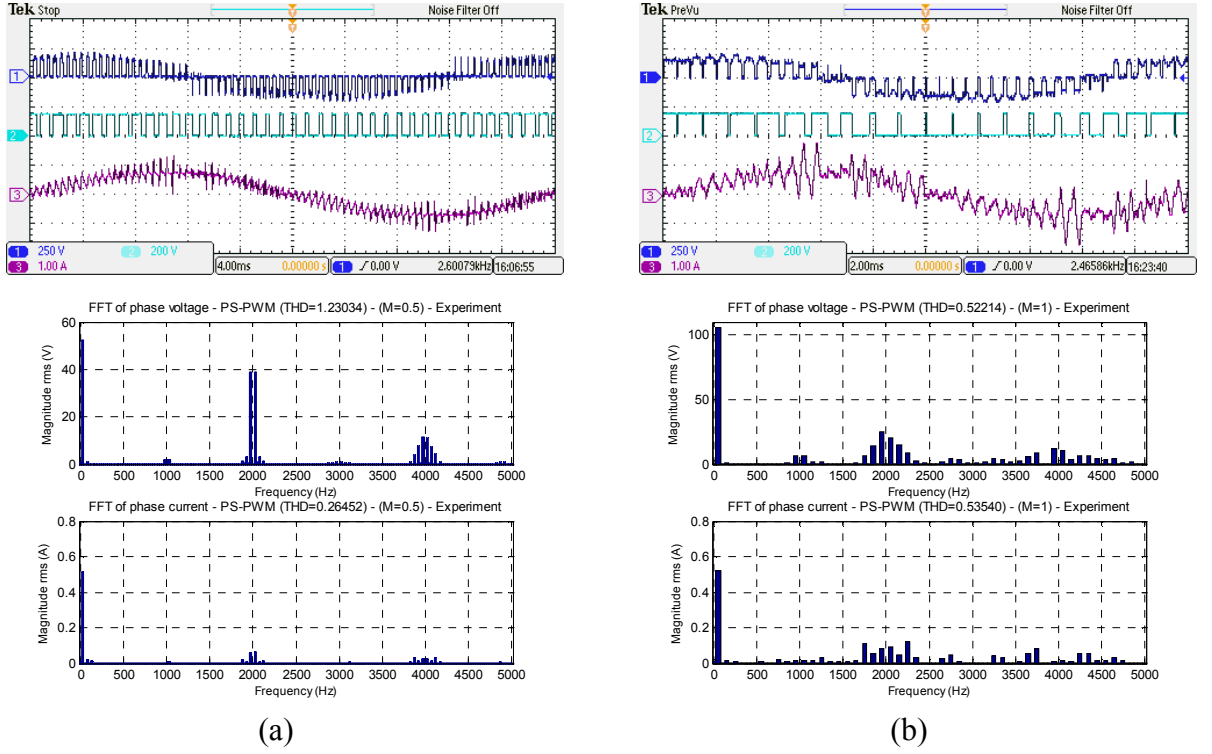 Tek Stop
Noise Filter Off
1
2
3
1 250 V 2 200 V
3 1.00 A
4.00ms 0.00000 s
1 0.00 V 2.60079kHz
16:06:55
FFT of phase voltage - PS-PWM (THD=1.23034) - (M=0.5) - Experiment
Magnitude rms (V)
60
40
20
0
0 500 1000 1500 2000 2500 3000 3500 4000 4500 5000
Frequency (Hz)
FFT of phase current - PS-PWM (THD=0.26452) - (M=0.5) - Experiment
Magnitude rms (A)
0.8
0.6
0.4
0.2
0
0 500 1000 1500 2000 2500 3000 3500 4000 4500 5000
Frequency (Hz)
(a)
Tek PreVu
Noise Filter Off
1
2
3
1 250 V 2 200 V
3 1.00 A
2.00ms 0.00000 s
1 0.00 V 2.46586kHz
16:23:40
FFT of phase voltage - PS-PWM (THD=0.52214) - (M=1) - Experiment
Magnitude rms (V)
100
50
0
0 500 1000 1500 2000 2500 3000 3500 4000 4500 5000
Frequency (Hz)
FFT of phase current - PS-PWM (THD=0.53540) - (M=1) - Experiment
Magnitude rms (A)
0.8
0.6
0.4
0.2
0
0 500 1000 1500 2000 2500 3000 3500 4000 4500 5000
Frequency (Hz)
(b)